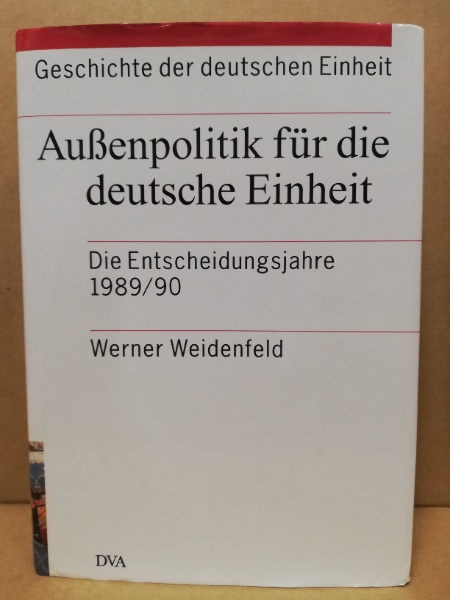 Geschichte der deutschen Einheit
Außenpolitik für die
deutsche Einheit
Die Entscheidungsjahre
1989/90
Werner Weidenfeld
DVA